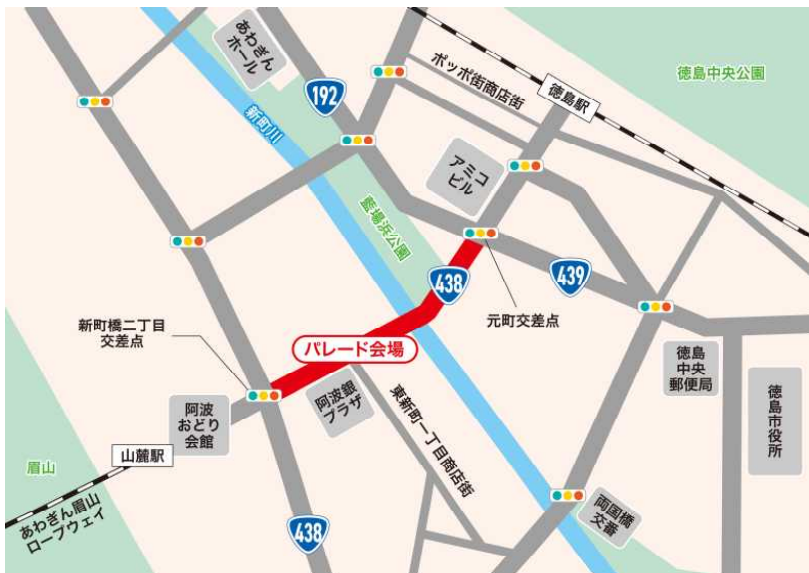 あわぎん
ホール
192
新町川
ポッポ街商店街
徳島駅
徳島中央公園
アミコ
ビル
藍場浜公園
438
439
新町橋二丁目
交差点
元町交差点
パレード会場
阿波銀
プラザ
東新町一丁目商店街
徳島
中央
郵便局
徳島市役所
阿波
おどり
会館
山麓駅
眉山
あわぎん眉山
ロープウェイ
438
両国橋
交番